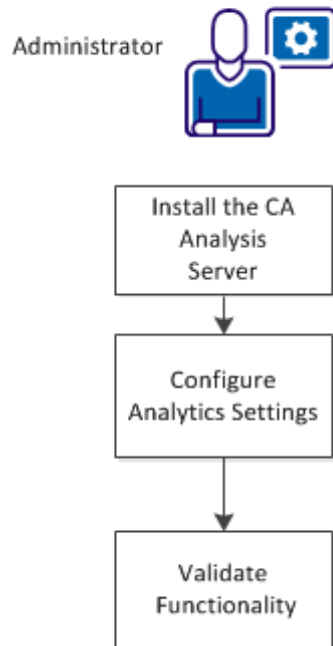 Administrator
Install the CA
Analysis
Server
Configure
Analytics Settings
Validate
Functionality